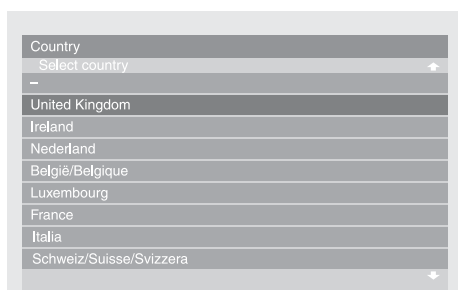 Country
Select country
–
United Kingdom
Ireland
Nederland
België/Belgique
Luxembourg
France
Italia
Schweiz/Suisse/Svizzera